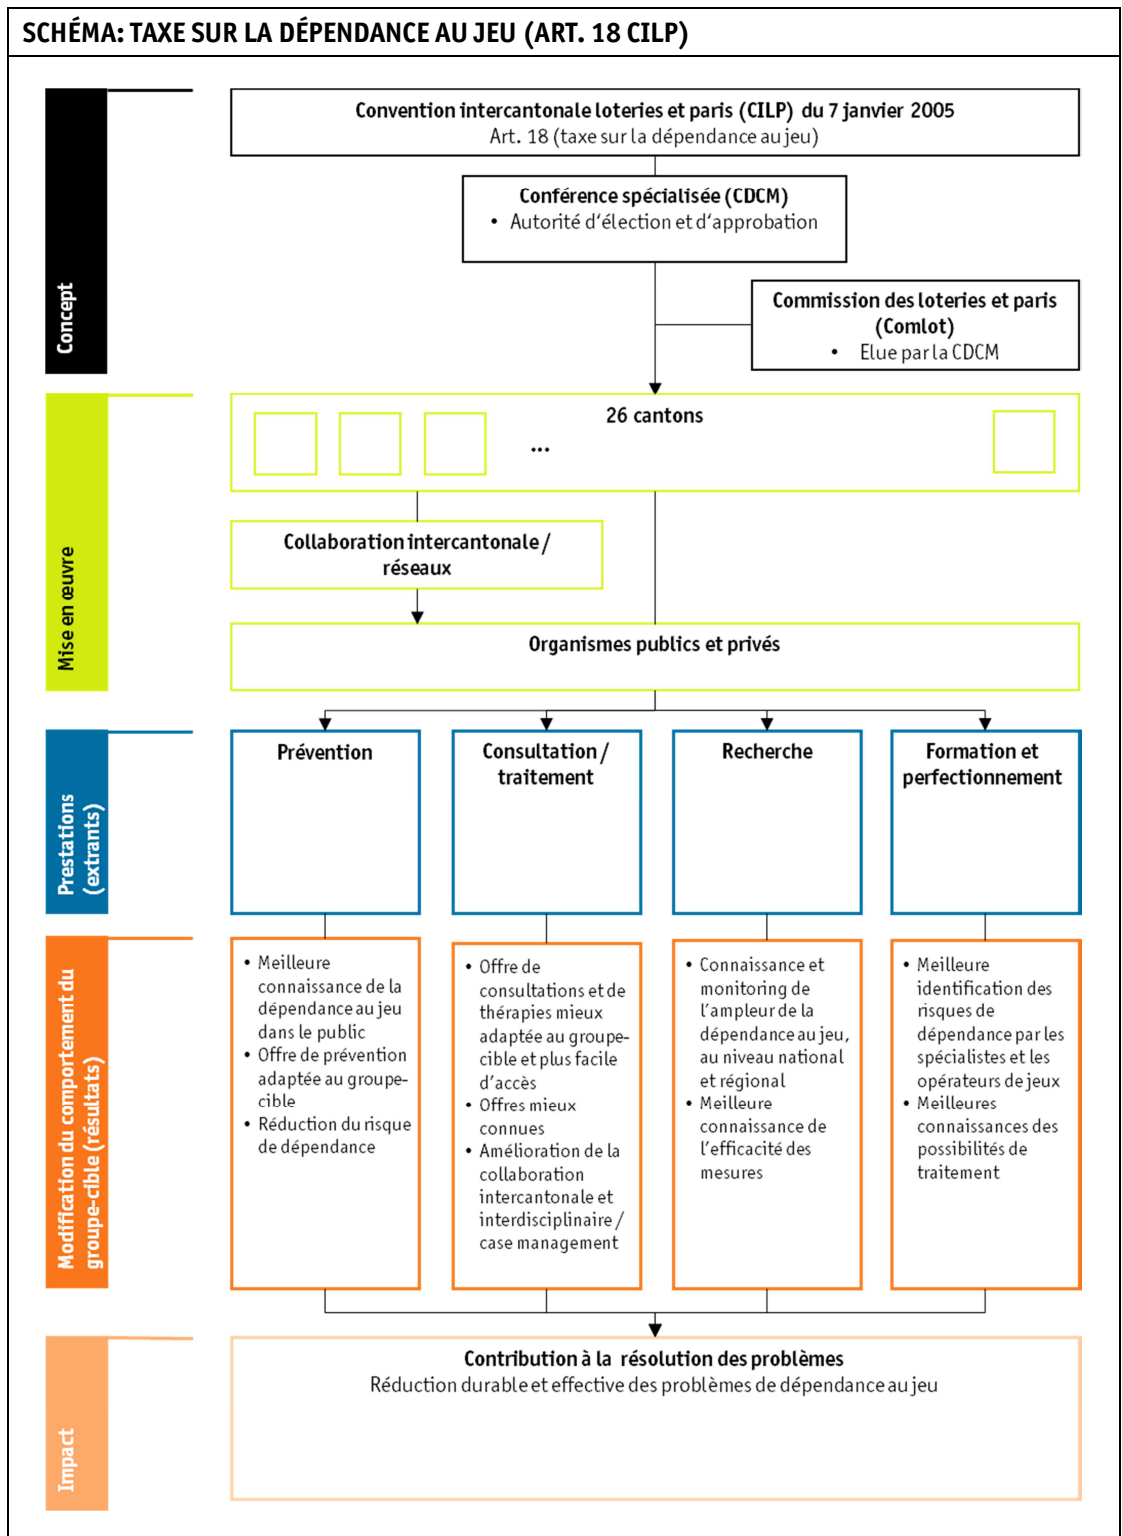 SCHÉMA: TAXE SUR LA DÉPENDANCE AU JEU (ART. 18 CILP)
Concept
Convention intercantonale loteries et paris (CILP) du 7 janvier 2005
Art. 18 (taxe sur la dépendance au jeu)
Conférence spécialisée (CDCM)
• Autorité d‘élection et d‘approbation
Commission des loteries et paris
(Comlot)
• Elue par la CDCM
Mise en œuvre
26 cantons
...
Collaboration intercantonale /
réseaux
Organismes publics et privés
Prestations
(extrants)
Prévention
Consultation /
traitement
Recherche
Formation et
perfectionnement
Modification du comportement du
groupe-cible (résultats)
• Meilleure
connaissance de la
dépendance au jeu
dans le public
• Offre de prévention
adaptée au groupe-
cible
• Réduction du risque
de dépendance
• Offre de
consultations et de
thérapies mieux
adaptée au groupe-
cible et plus facile
d’accès
• Offres mieux
connues
• Amélioration de la
collaboration
intercantonale et
interdisciplinaire /
case management
• Connaissance et
monitoring de
l’ampleur de la
dépendance au jeu,
au niveau national
et régional
• Meilleure
connaissance de
l’efficacité des
mesures
• Meilleure
identification des
risques de
dépendance par les
spécialistes et les
opérateurs de jeux
• Meilleures
connaissances des
possibilités de
traitement
Impact
Contribution à la résolution des problèmes
Réduction durable et effective des problèmes de dépendance au jeu